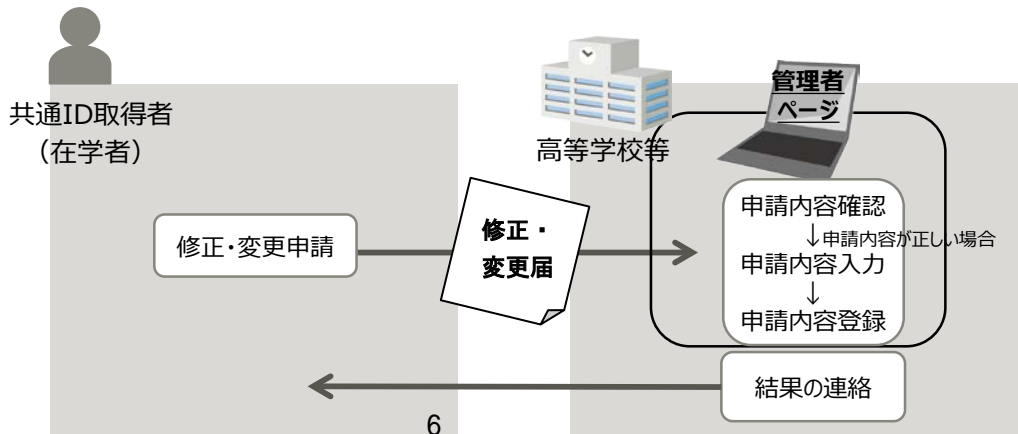 共通ID取得者
（在学者）
高等学校等
管理者
ページ
修正・変更申請
修正・
変更届
申請内容確認
↓申請内容が正しい場合
申請内容入力
↓
申請内容登録
結果の連絡
6